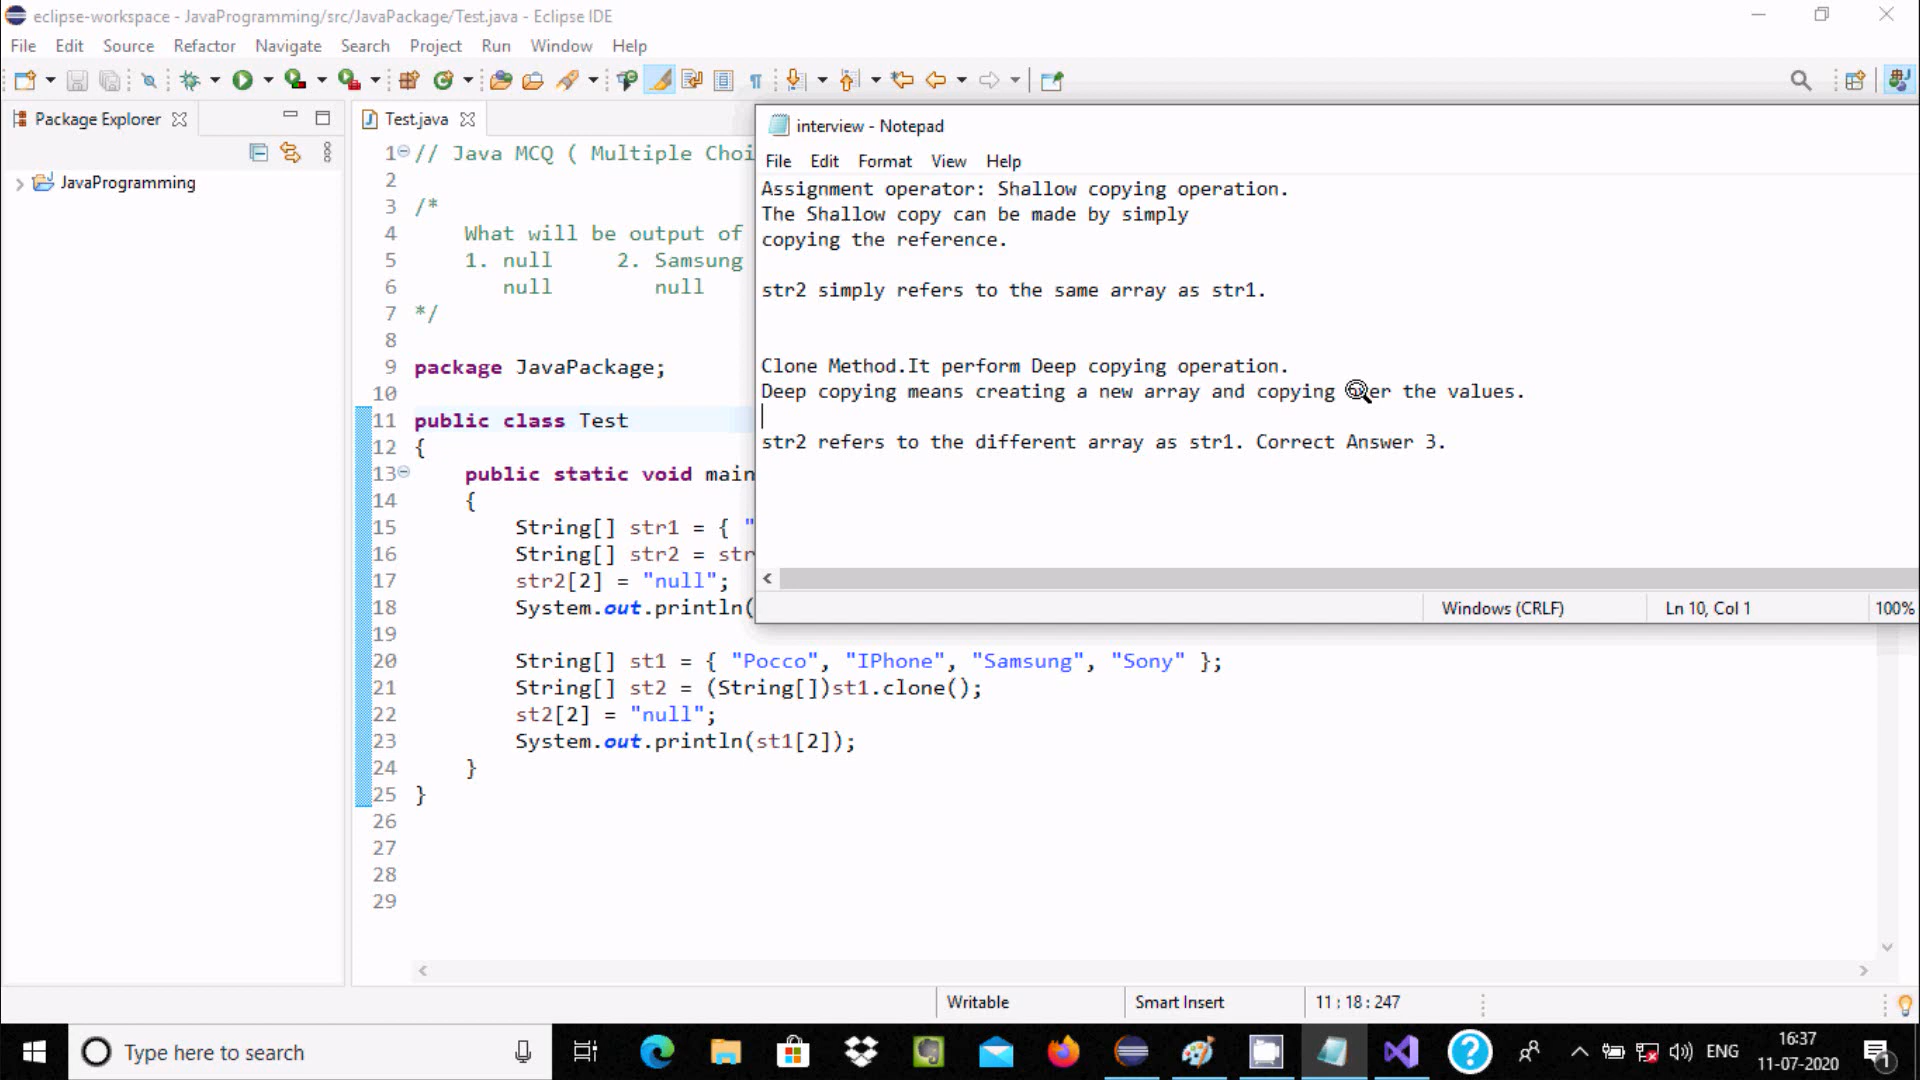 eclipse-workspace - JavaProgramming/src/JavaPackage/Test.java - Eclipse IDE
File Edit Source Refactor Navigate Search Project Run Window Help
Package Explorer
JavaProgramming
Test.java
1 // Java MCQ ( Multiple Choi
2
3 /*
4 What will be output of
5 1. null 2. Samsung
6 null null
7 */
8
9 package JavaPackage;
10
11 public class Test
12 {
13 public static void main
14 {
15 String[] str1 = { "
16 String[] str2 = str
17 str2[2] = "null";
18 System.out.println(
19
20 String[] st1 = { "Pocco", "IPhone", "Samsung", "Sony" };
21 String[] st2 = (String[])st1.clone();
22 st2[2] = "null";
23 System.out.println(st1[2]);
24 }
25 }
26
27
28
29
interview - Notepad
File Edit Format View Help
Assignment operator: Shallow copying operation.
The Shallow copy can be made by simply
copying the reference.
str2 simply refers to the same array as str1.
Clone Method.It perform Deep copying operation.
Deep copying means creating a new array and copying over the values.
str2 refers to the different array as str1. Correct Answer 3.
Windows (CRLF) Ln 10, Col 1 100%
Writable Smart Insert 11 : 18 : 247
Type here to search
ENG
16:37
11-07-2020
1